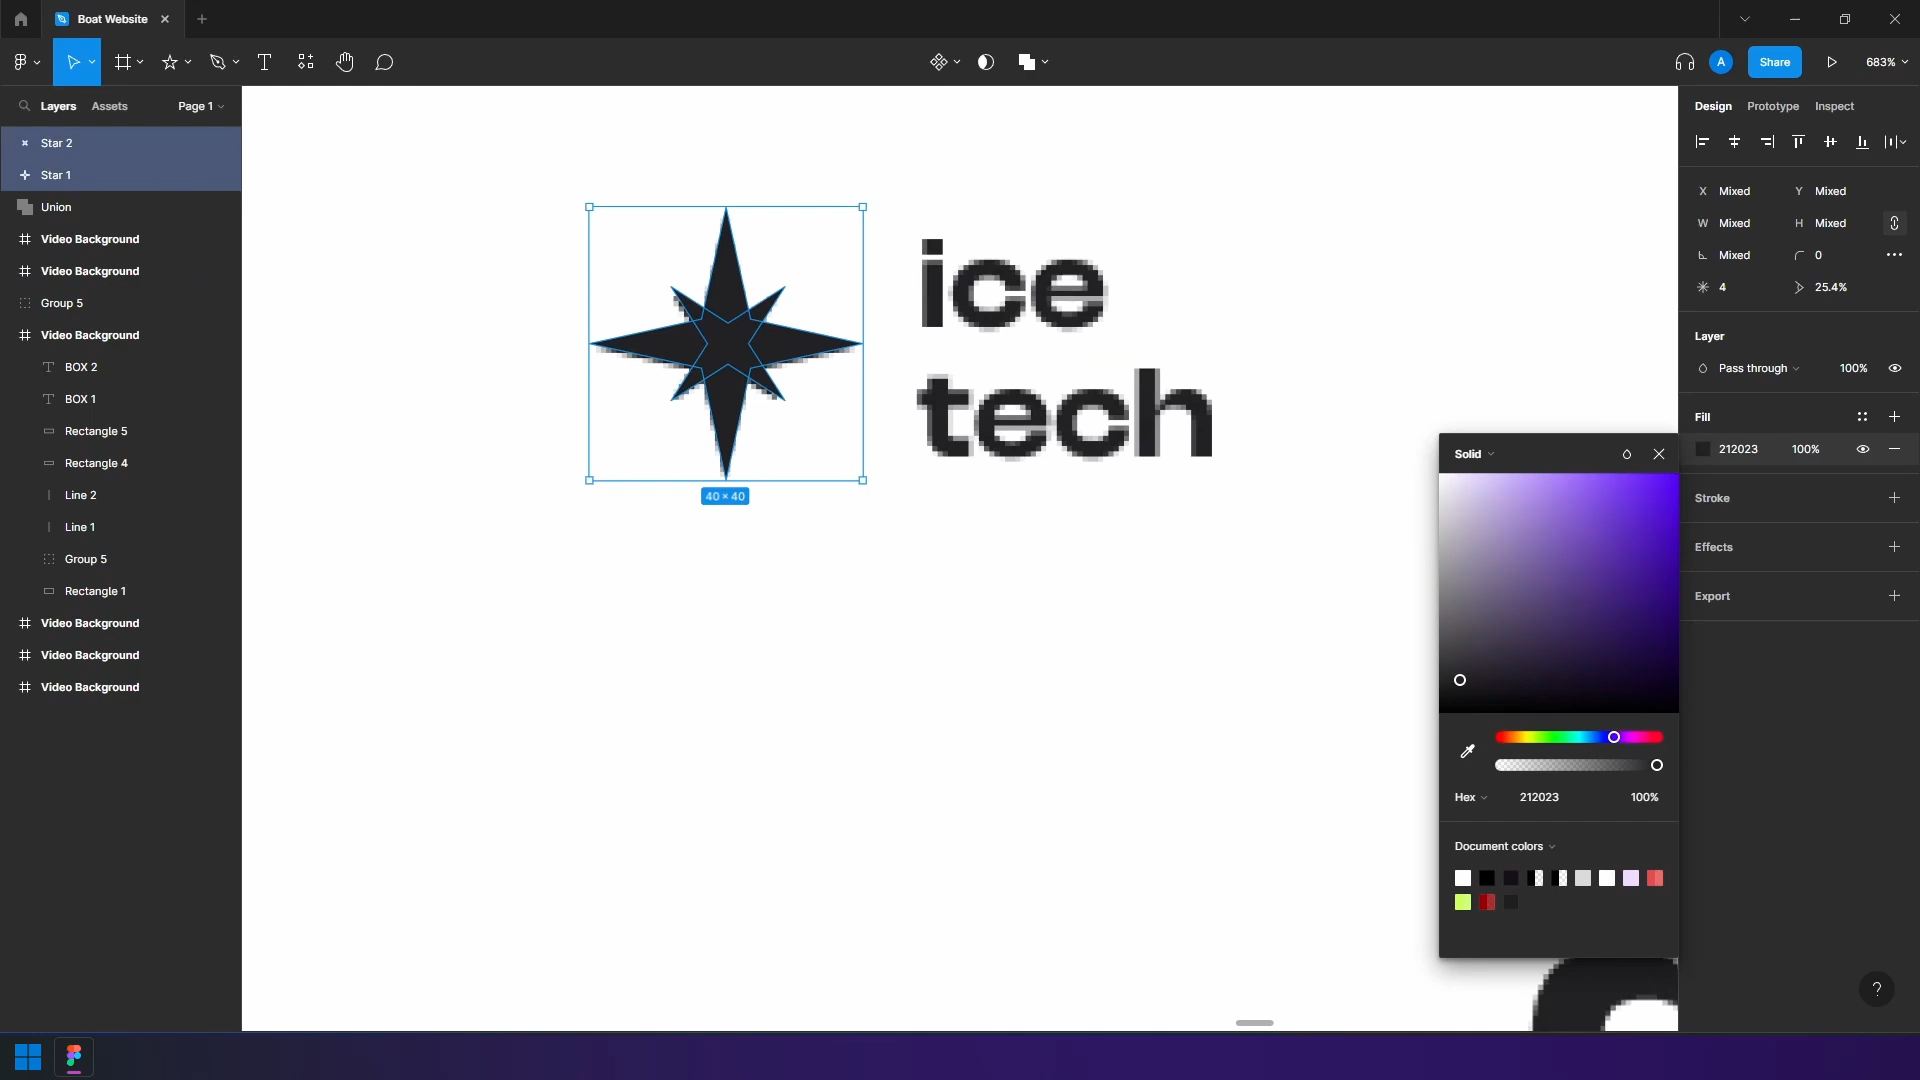 Boat Website
Share
683%
A
Layers
Assets
Page 1
Star 2
Star 1
Union
Video Background
Video Background
Group 5
Video Background
BOX 2
BOX 1
Rectangle 5
Rectangle 4
Line 2
Line 1
Group 5
Rectangle 1
Video Background
Video Background
Video Background
ice
tech
40 × 40
Design
Prototype
Inspect
X Mixed
Y Mixed
W Mixed
H Mixed
Mixed
0
4
25.4%
Layer
Pass through
100%
Fill
212023
100%
Stroke
Effects
Export
Solid
Hex
212023
100%
Document colors
?